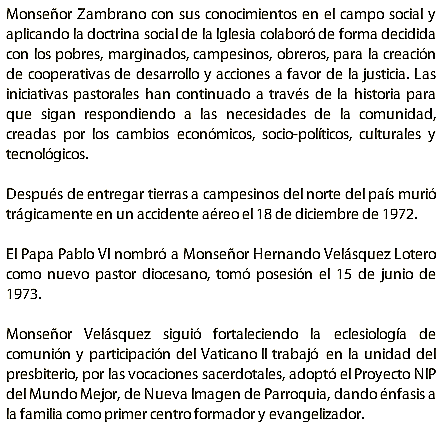 Monseñor Zambrano con sus conocimientos en el campo social y
aplicando la doctrina social de la Iglesia colaboró de forma decidida
con los pobres, marginados, campesinos, obreros, para la creación
de cooperativas de desarrollo y acciones a favor de la justicia. Las
iniciativas pastorales han continuado a través de la historia para
que sigan respondiendo a las necesidades de la comunidad,
creadas por los cambios económicos, socio-políticos, culturales y
tecnológicos.
Después de entregar tierras a campesinos del norte del país murió
trágicamente en un accidente aéreo el 18 de diciembre de 1972.
El Papa Pablo VI nombró a Monseñor Hernando Velásquez Lotero
como nuevo pastor diocesano, tomó posesión el 15 de junio de
1973.
Monseñor Velásquez siguió fortaleciendo la eclesiología de
comunión y participación del Vaticano II trabajó en la unidad del
presbiterio, por las vocaciones sacerdotales, adoptó el Proyecto NIP
del Mundo Mejor, de Nueva Imagen de Parroquia, dando énfasis a
la familia como primer centro formador y evangelizador.